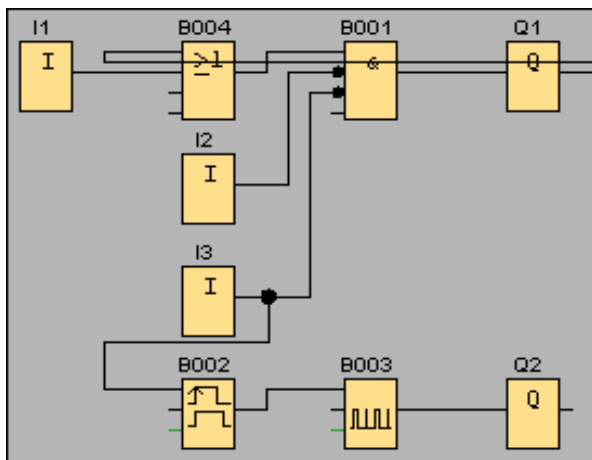 I1 B004 B001 Q1
I ≥1 & Q
I2
I
I3
I
B002 B003 Q2
Q